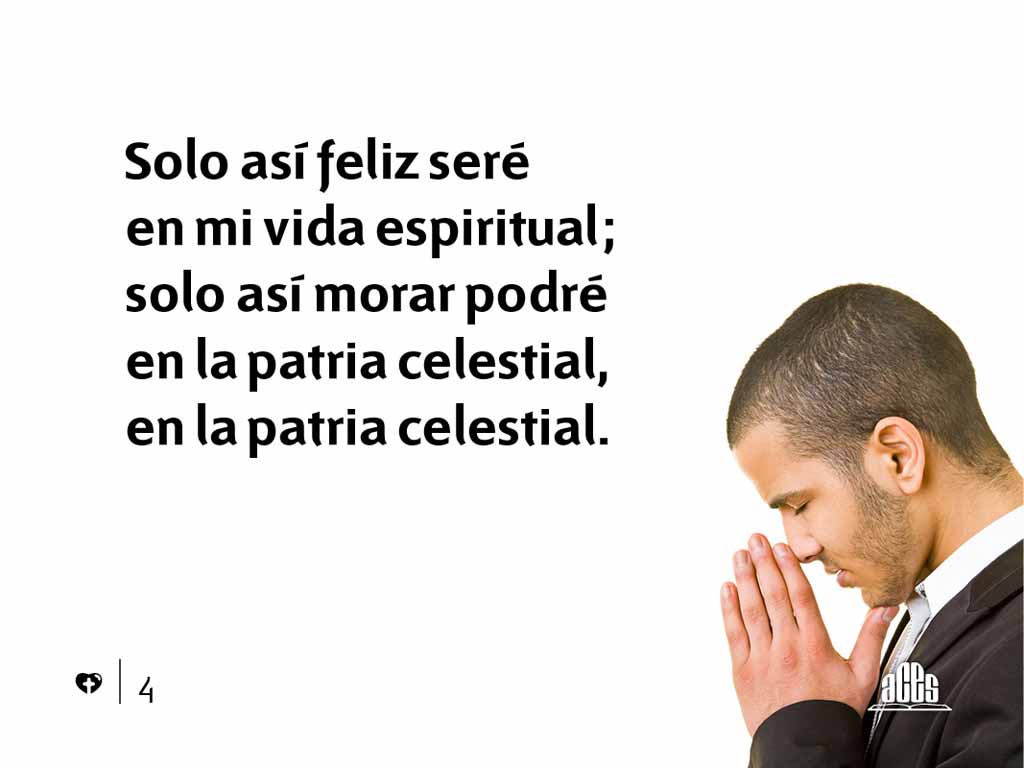 Solo así feliz seré
en mi vida espiritual;
solo así morar podré
en la patria celestial,
en la patria celestial.
4
aces